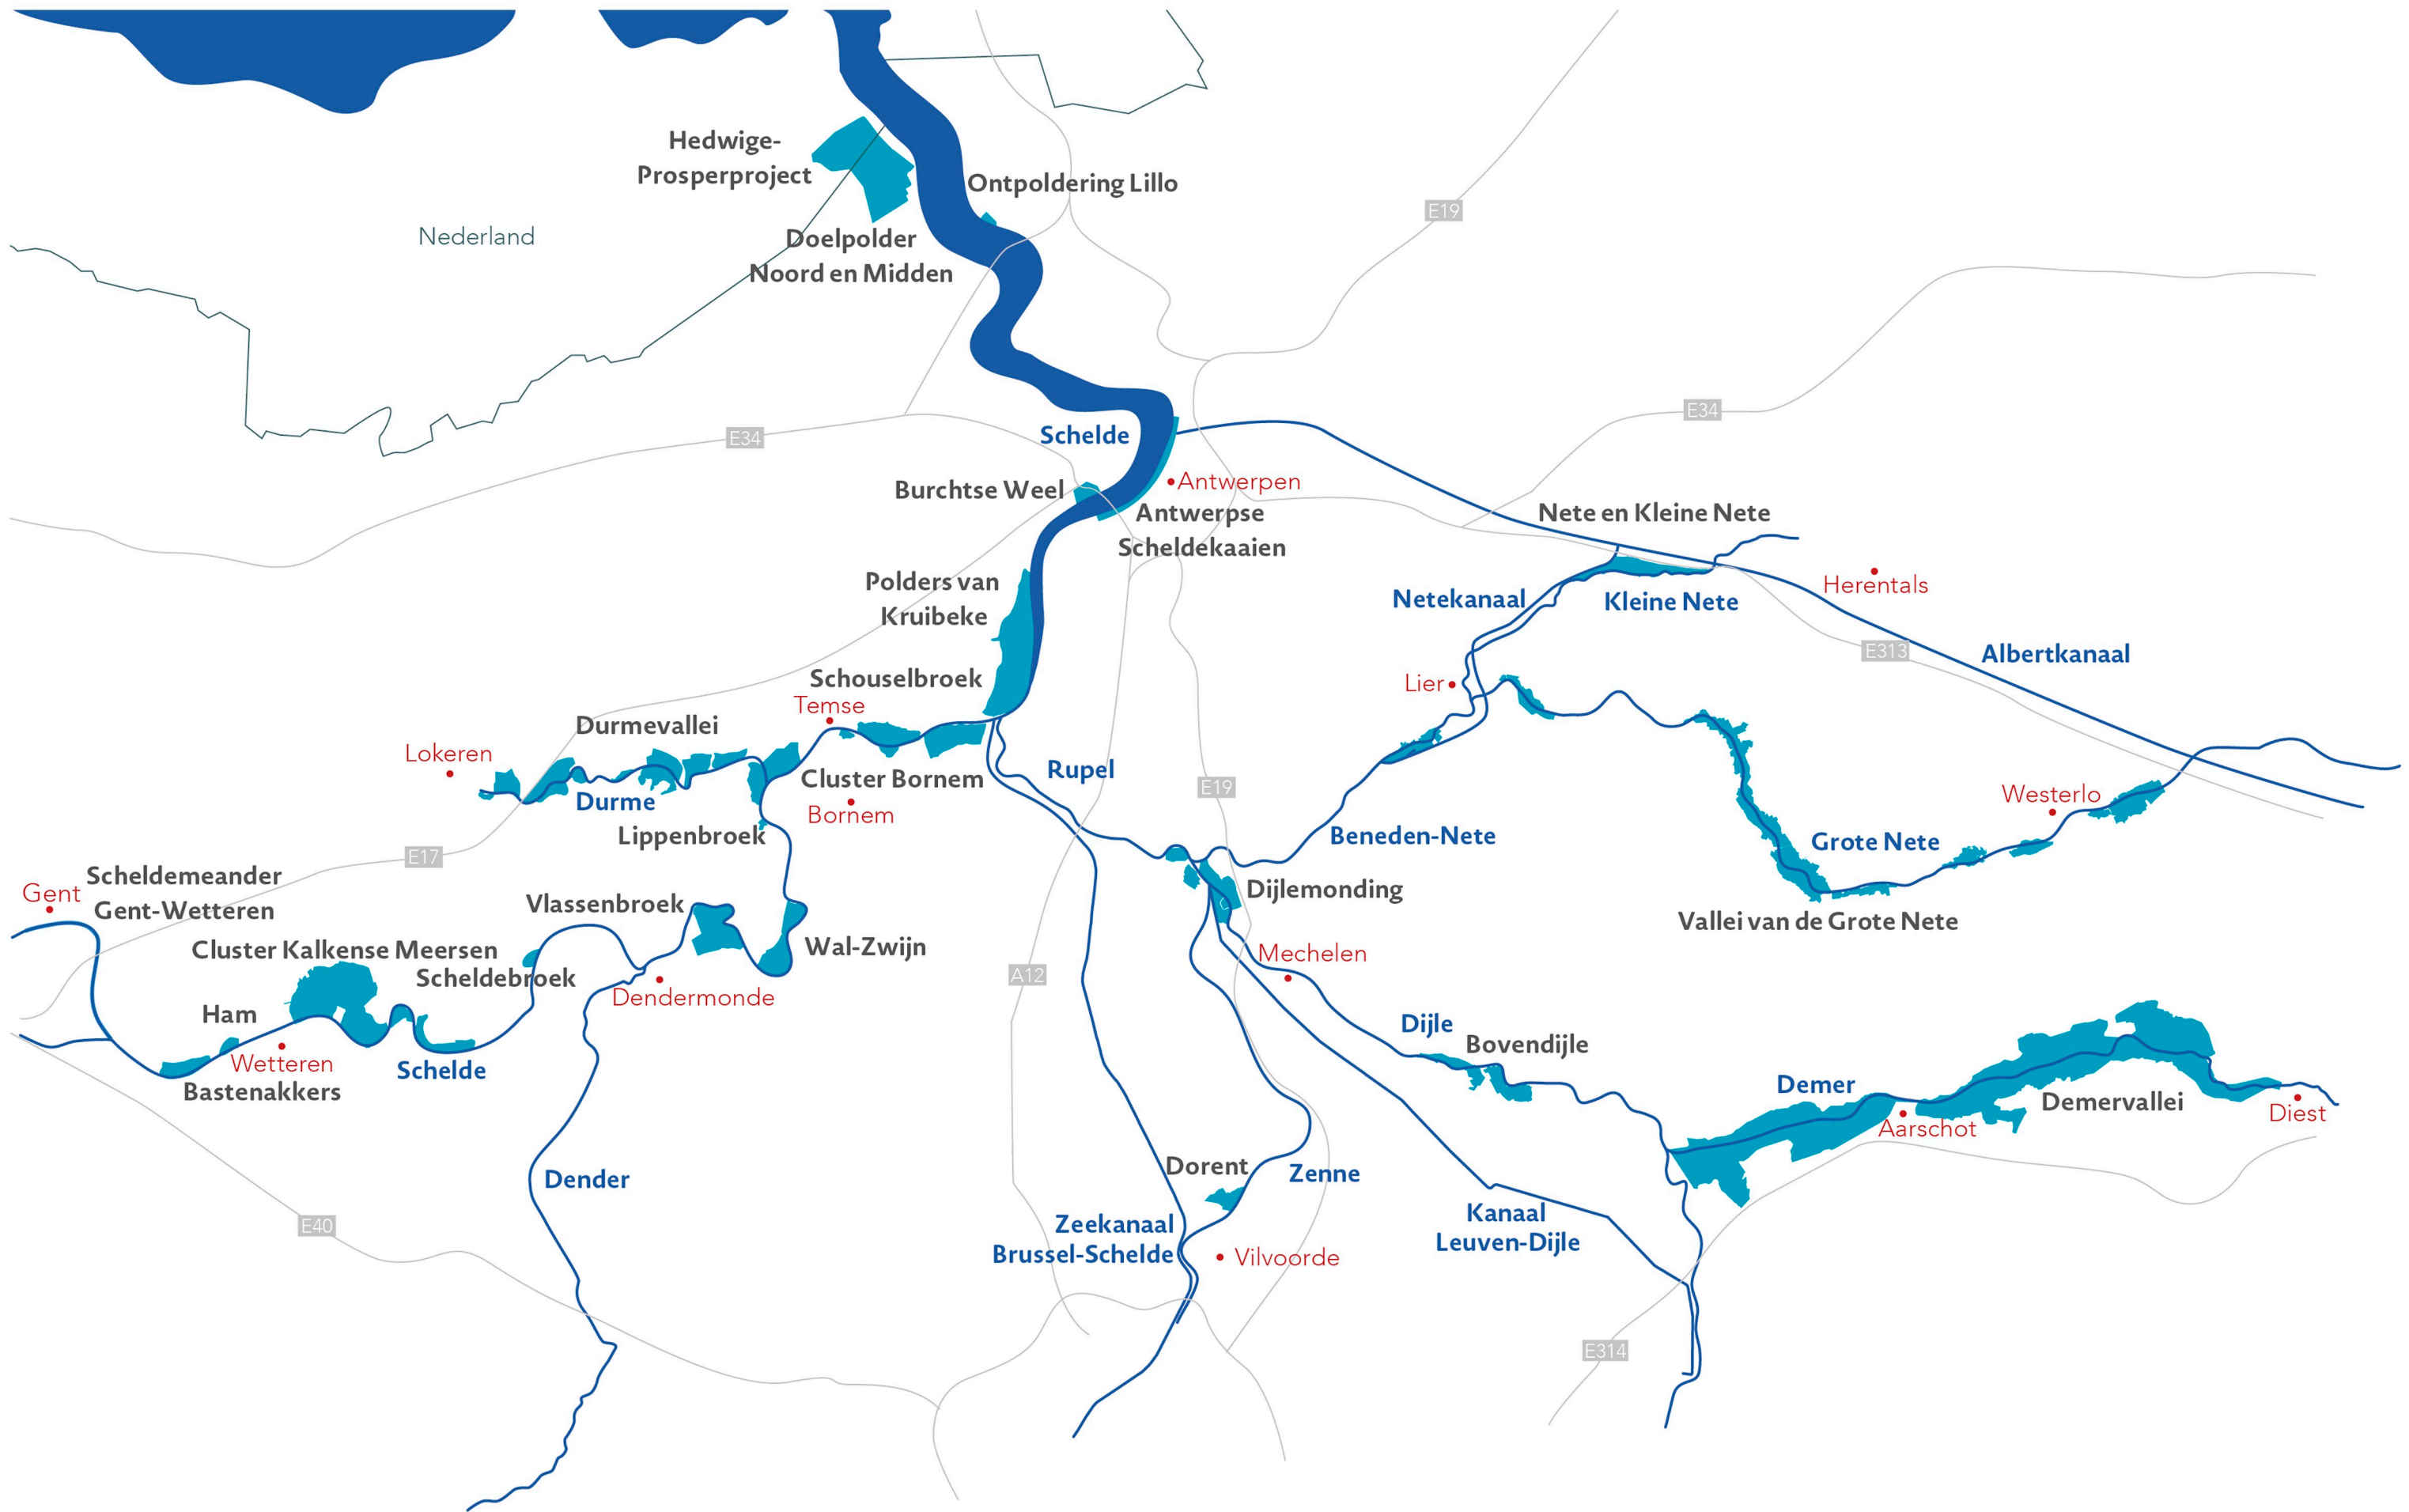 Hedwige-
Prosperproject
Ontpoldering Lillo
E19
Nederland
Doelpolder
Noord en Midden
E34
Schelde
E34
Burchtse Weel
Antwerpen
Antwerpse
Scheldekaaien
Nete en Kleine Nete
Polders van
Kruibeke
Netekanaal
Kleine Nete
Herentals
E313
Albertkanaal
Schouselbroek
Temse
Lier
Durmevallei
Lokeren
Durme
Cluster Bornem
Bornem
Rupel
E19
Westerlo
Lippenbroek
Beneden-Nete
Grote Nete
E17
Scheldemeander
Gent-Wetteren
Gent
Vlassenbroek
Dijlemonding
Vallei van de Grote Nete
Cluster Kalkense Meersen
Wal-Zwijn
Mechelen
Scheldebroek
A12
Dendermonde
Ham
Dijle
Bovendijle
Wetteren
Schelde
Bastenakkers
Demer
Demervallei
Aarschot
Diest
Dender
Dorent
Zenne
Zeekanaal
Brussel-Schelde
Kanaal
Leuven-Dijle
E40
Vilvoorde
E314